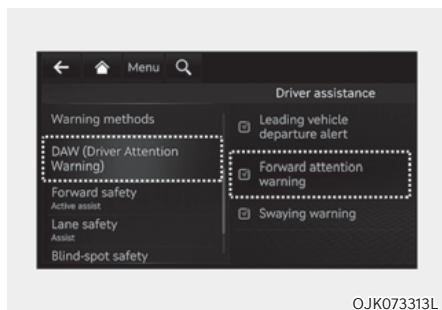 Menu
Driver assistance
Warning methods
DAW (Driver Attention
Warning)
Forward safety
Active assist
Lane safety
Assist
Blind-spot safety
Leading vehicle
departure alert
Forward attention
warning
Swaying warning
OJK073313L